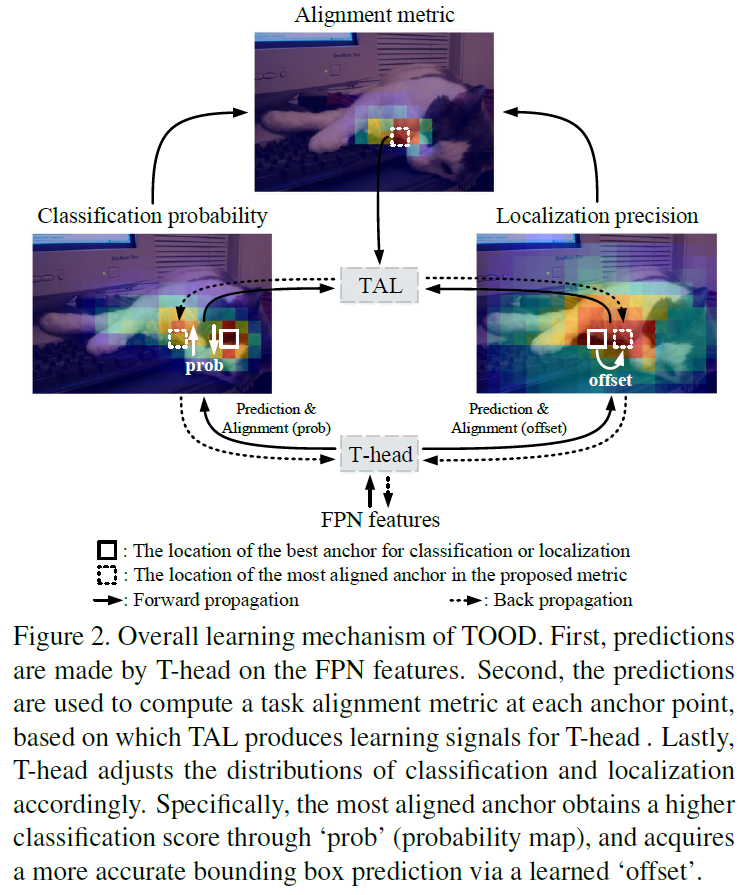 Alignment metric
Classification probability
Localization precision
TAL
prob
offset
Prediction &
Alignment (prob)
Prediction &
Alignment (offset)
T-head
FPN features
: The location of the best anchor for classification or localization
: The location of the most aligned anchor in the proposed metric
: Forward propagation
: Back propagation
Figure 2. Overall learning mechanism of TOOD. First, predictions
are made by T-head on the FPN features. Second, the predictions
are used to compute a task alignment metric at each anchor point,
based on which TAL produces learning signals for T-head . Lastly,
T-head adjusts the distributions of classification and localization
accordingly. Specifically, the most aligned anchor obtains a higher
classification score through ‘prob’ (probability map), and acquires
a more accurate bounding box prediction via a learned ‘offset’.